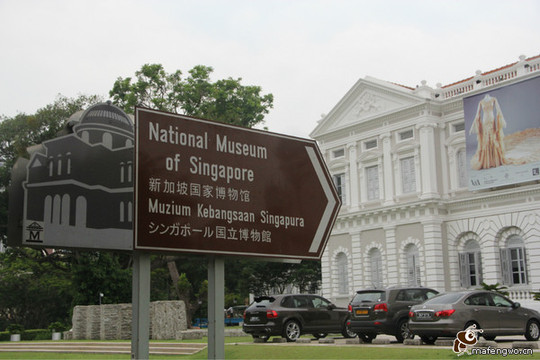 National Museum
of Singapore
新加坡国家博物馆
Muzium Kebangsaan Singapura
シンガポール国立博物館
V&A
mafengwo.cn